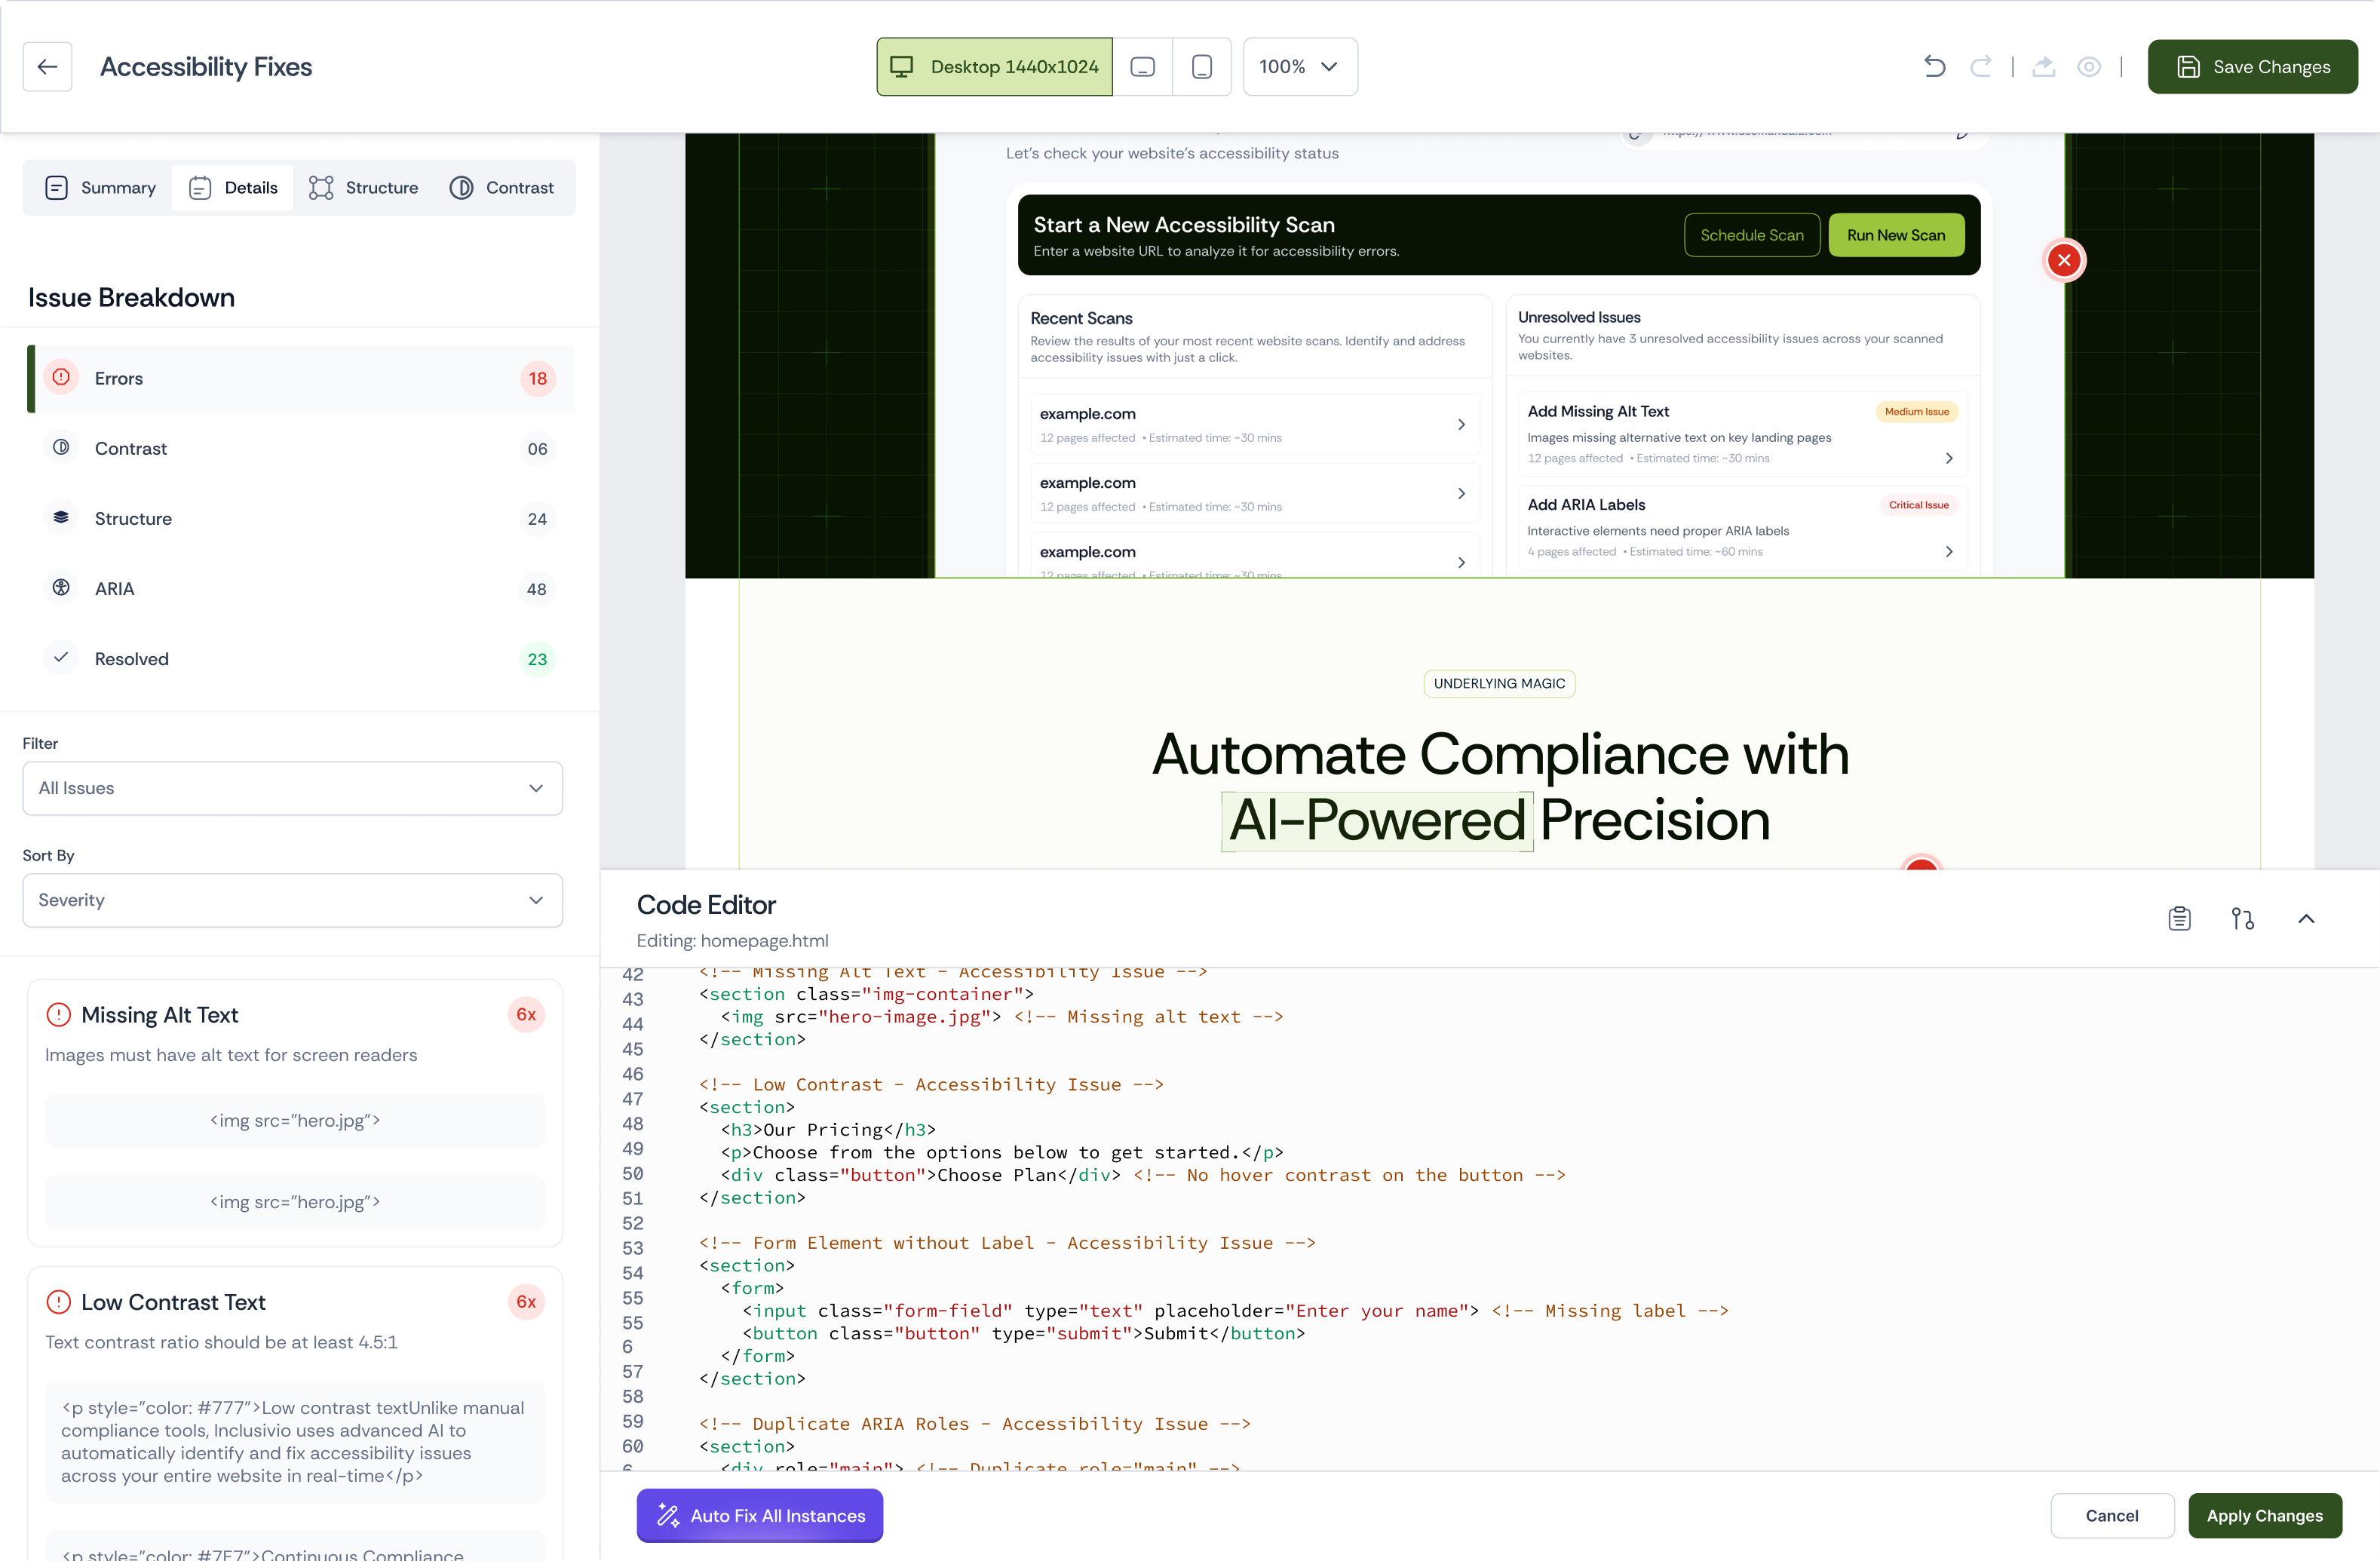 Accessibility Fixes
Desktop 1440x1024
100%
Save Changes
Summary
Details
Structure
Contrast
Issue Breakdown
Errors
18
Contrast
06
Structure
24
ARIA
48
Resolved
23
Filter
All Issues
Sort By
Severity
Missing Alt Text
6x
Images must have alt text for screen readers
<img src="hero.jpg">
<img src="hero.jpg">
Low Contrast Text
6x
Text contrast ratio should be at least 4.5:1
<p style="color: #777">Low contrast textUnlike manual
compliance tools, Inclusivio uses advanced AI to
automatically identify and fix accessibility issues
across your entire website in real-time</p>
<p style="color: #7F7">Continuous Compliance
Let's check your website's accessibility status
Start a New Accessibility Scan
Enter a website URL to analyze it for accessibility errors.
Schedule Scan
Run New Scan
Recent Scans
Review the results of your most recent website scans. Identify and address
accessibility issues with just a click.
example.com
12 pages affected • Estimated time: ~30 mins
example.com
12 pages affected • Estimated time: ~30 mins
example.com
12 pages affected • Estimated time: ~30 mins
Unresolved Issues
You currently have 3 unresolved accessibility issues across your scanned
websites.
Add Missing Alt Text
Medium Issue
Images missing alternative text on key landing pages
12 pages affected • Estimated time: ~30 mins
Add ARIA Labels
Critical Issue
Interactive elements need proper ARIA labels
4 pages affected • Estimated time: ~60 mins
UNDERLYING MAGIC
Automate Compliance with
AI-Powered Precision
Code Editor
Editing: homepage.html
42
43
44
45
46
47
48
49
50
51
52
53
54
55
55
6
57
58
59
60
6
<!-- Missing Alt Text - Accessibility Issue -->
<section class="img-container">
<img src="hero-image.jpg"> <!-- Missing alt text -->
</section>
<!-- Low Contrast - Accessibility Issue -->
<section>
<h3>Our Pricing</h3>
<p>Choose from the options below to get started.</p>
<div class="button">Choose Plan</div> <!-- No hover contrast on the button -->
</section>
<!-- Form Element without Label - Accessibility Issue -->
<section>
<form>
<input class="form-field" type="text" placeholder="Enter your name"> <!-- Missing label -->
<button class="button" type="submit">Submit</button>
</form>
</section>
<!-- Duplicate ARIA Roles - Accessibility Issue -->
<section>
<div role="main"> <!-- Duplicate role="main" -->
Auto Fix All Instances
Cancel
Apply Changes